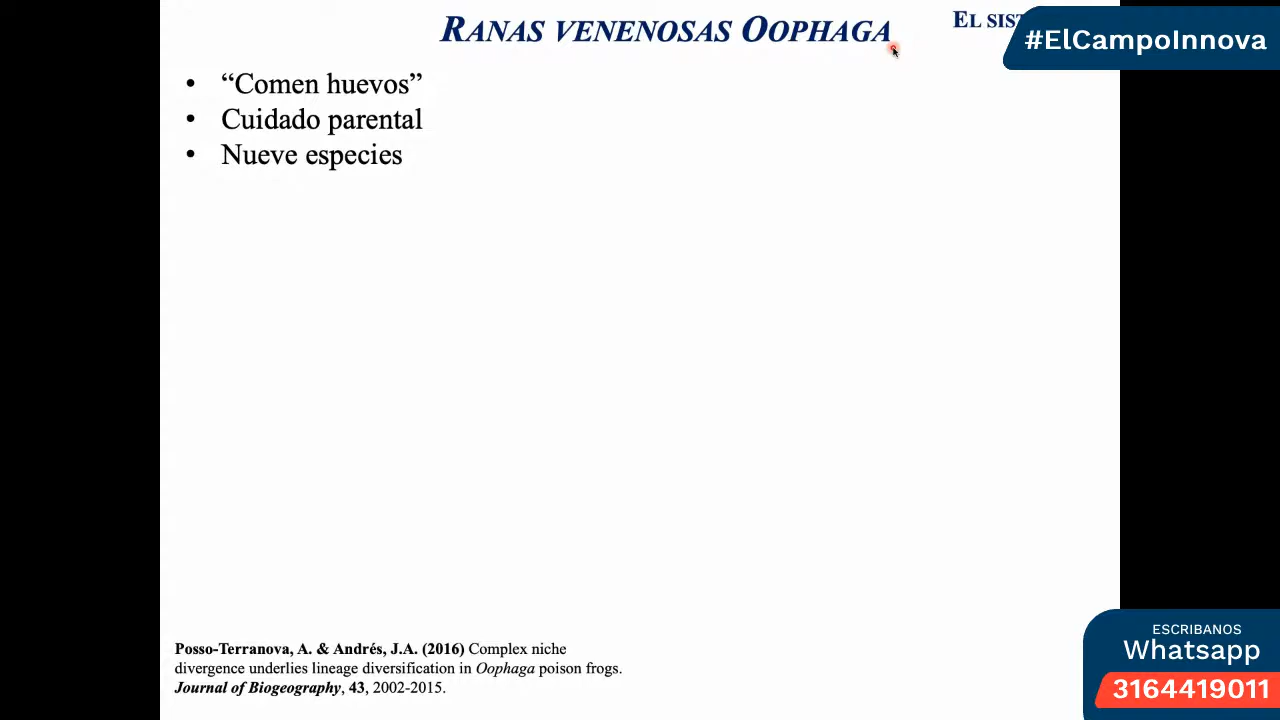 RANAS VENENOSAS OOPHAGA
EL
#ElCampoInnova
• “Comen huevos”
• Cuidado parental
• Nueve especies
Posso-Terranova, A. & Andrés, J.A. (2016) Complex niche
divergence underlies lineage diversification in Oophaga poison frogs.
Journal of Biogeography, 43, 2002-2015.
ESCRIBANOS
Whatsapp
3164419011